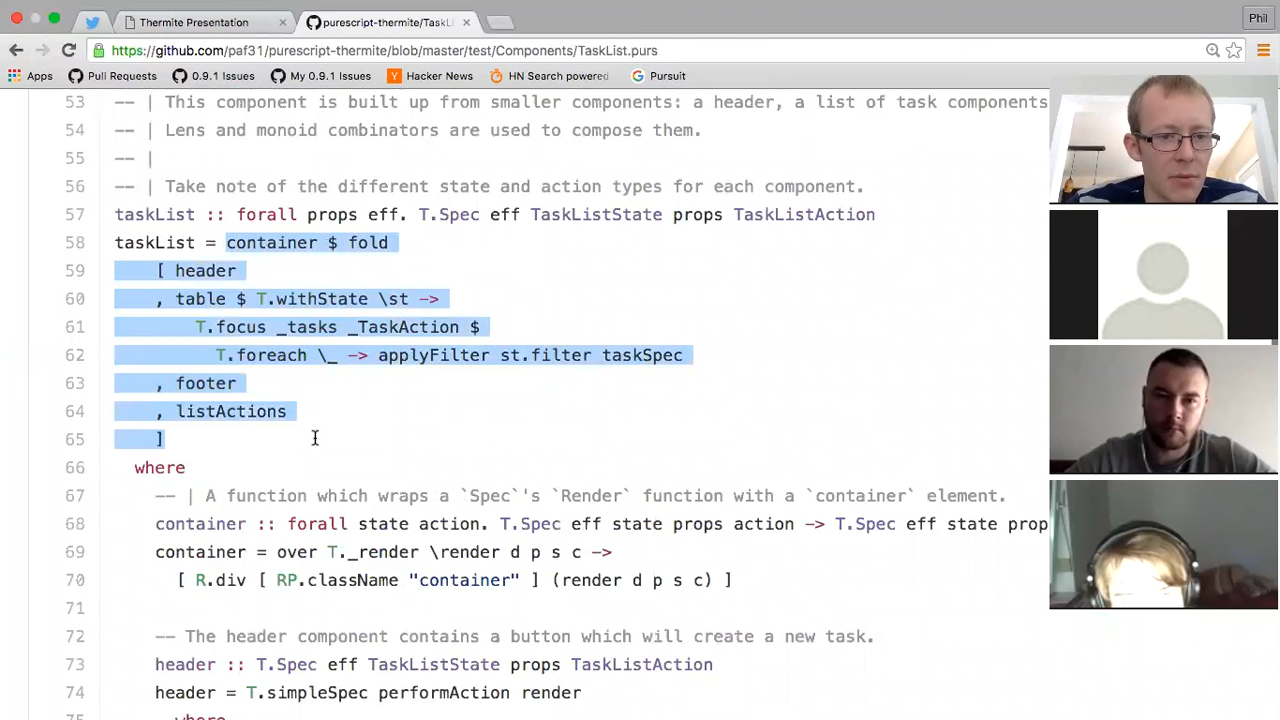 Thermite Presentation
purescript-thermite/TaskLi
Phil
https://github.com/paf31/purescript-thermite/blob/master/test/Components/TaskList.purs
Apps Pull Requests 0.9.1 Issues My 0.9.1 Issues Hacker News HN Search powered Pursuit
53 -- | This component is built up from smaller components: a header, a list of task components
54 -- | Lens and monoid combinators are used to compose them.
55 -- |
56 -- | Take note of the different state and action types for each component.
57 taskList :: forall props eff. T.Spec eff TaskListState props TaskListAction
58 taskList = container $ fold
59 [ header
60 , table $ T.withState \st ->
61 T.focus _tasks _TaskAction $
62 T.foreach \_ -> applyFilter st.filter taskSpec
63 , footer
64 , listActions
65 ]
66 where
67 -- | A function which wraps a `Spec`'s `Render` function with a `container` element.
68 container :: forall state action. T.Spec eff state props action -> T.Spec eff state prop
69 container = over T._render \render d p s c ->
70 [ R.div [ RP.className "container" ] (render d p s c) ]
71
72 -- The header component contains a button which will create a new task.
73 header :: T.Spec eff TaskListState props TaskListAction
74 header = T.simpleSpec performAction render
75 where